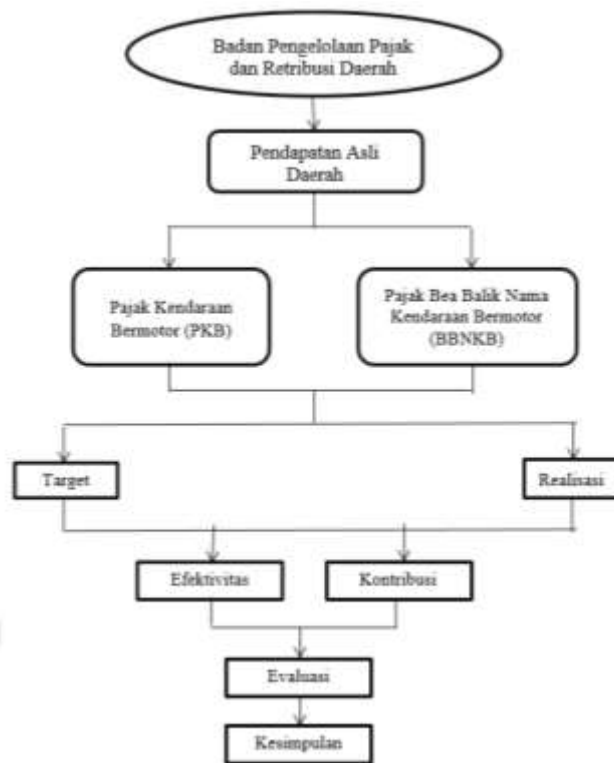 Badan Pengelolaan Pajak
dan Retribusi Daerah
Pendapatan Asli
Daerah
Pajak Kendaraan
Bermotor (PKB)
Pajak Bea Balik Nama
Kendaraan Bermotor
(BBNKB)
Target
Realisasi
Efektivitas
Kontribusi
Evaluasi
Kesimpulan